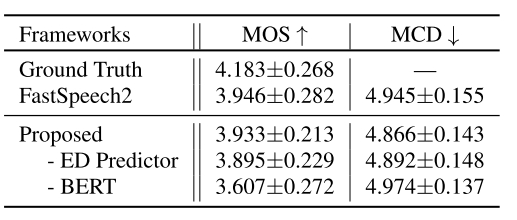 Frameworks MOS ↑ MCD ↓
Ground Truth 4.183±0.268 —
FastSpeech2 3.946±0.282 4.945±0.155
Proposed 3.933±0.213 4.866±0.143
- ED Predictor 3.895±0.229 4.892±0.148
- BERT 3.607±0.272 4.974±0.137